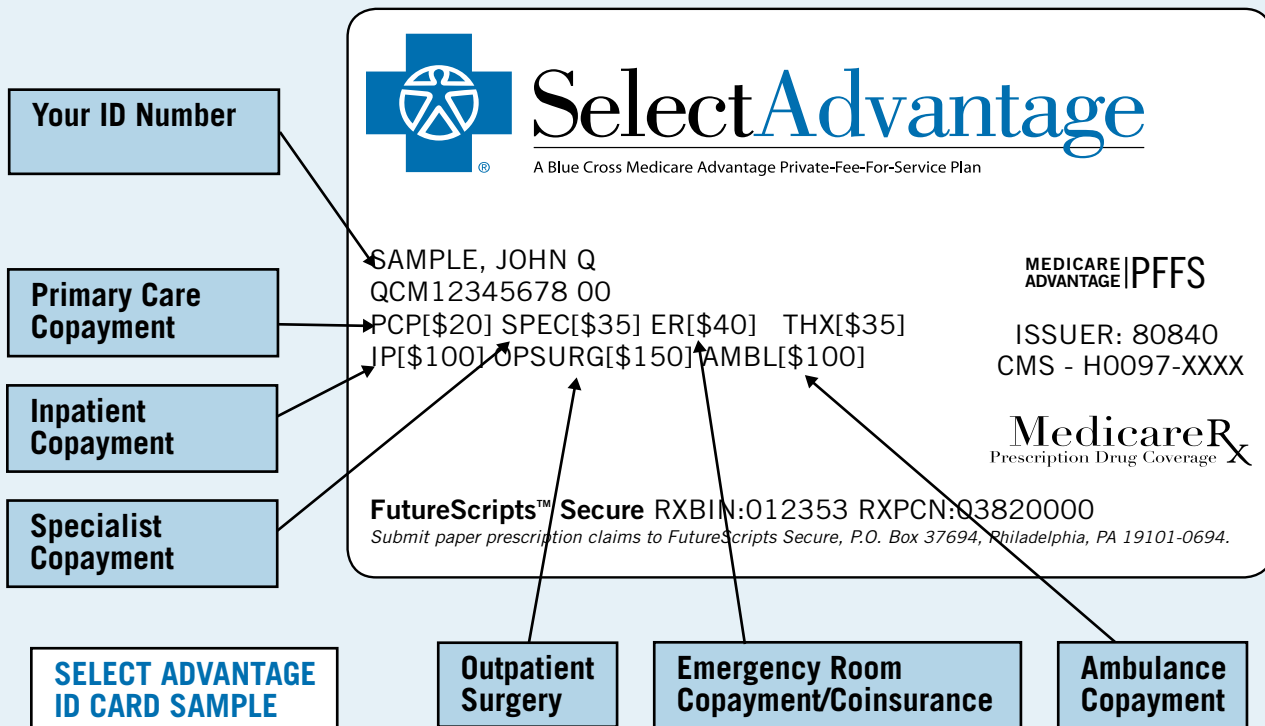 SelectAdvantage
®
A Blue Cross Medicare Advantage Private-Fee-For-Service Plan
Your ID Number
SAMPLE, JOHN Q
QCM12345678 00
PCP[$20] SPEC[$35] ER[$40] THX[$35]
IP[$100] OPSURG[$150] AMBL[$100]
MEDICARE
ADVANTAGE|PFFS
ISSUER: 80840
CMS - H0097-XXXX
MedicareRx
Prescription Drug Coverage
Primary Care
Copayment
Inpatient
Copayment
Specialist
Copayment
FutureScripts™ Secure RXBIN:012353 RXPCN:03820000
Submit paper prescription claims to FutureScripts Secure, P.O. Box 37694, Philadelphia, PA 19101-0694.
SELECT ADVANTAGE
ID CARD SAMPLE
Outpatient
Surgery
Emergency Room
Copayment/Coinsurance
Ambulance
Copayment